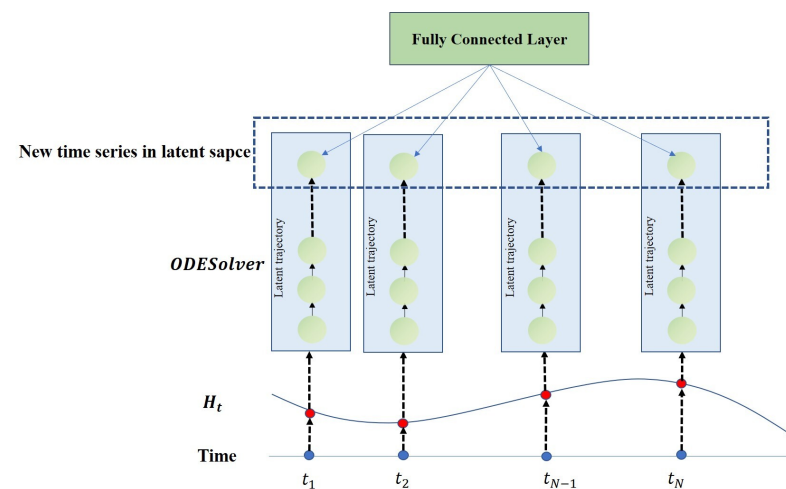 Fully Connected Layer
New time series in latent sapce
Latent trajectory
Latent trajectory
Latent trajectory
Latent trajectory
ODESolver
H_t
Time
t_1
t_2
t_{N-1}
t_N